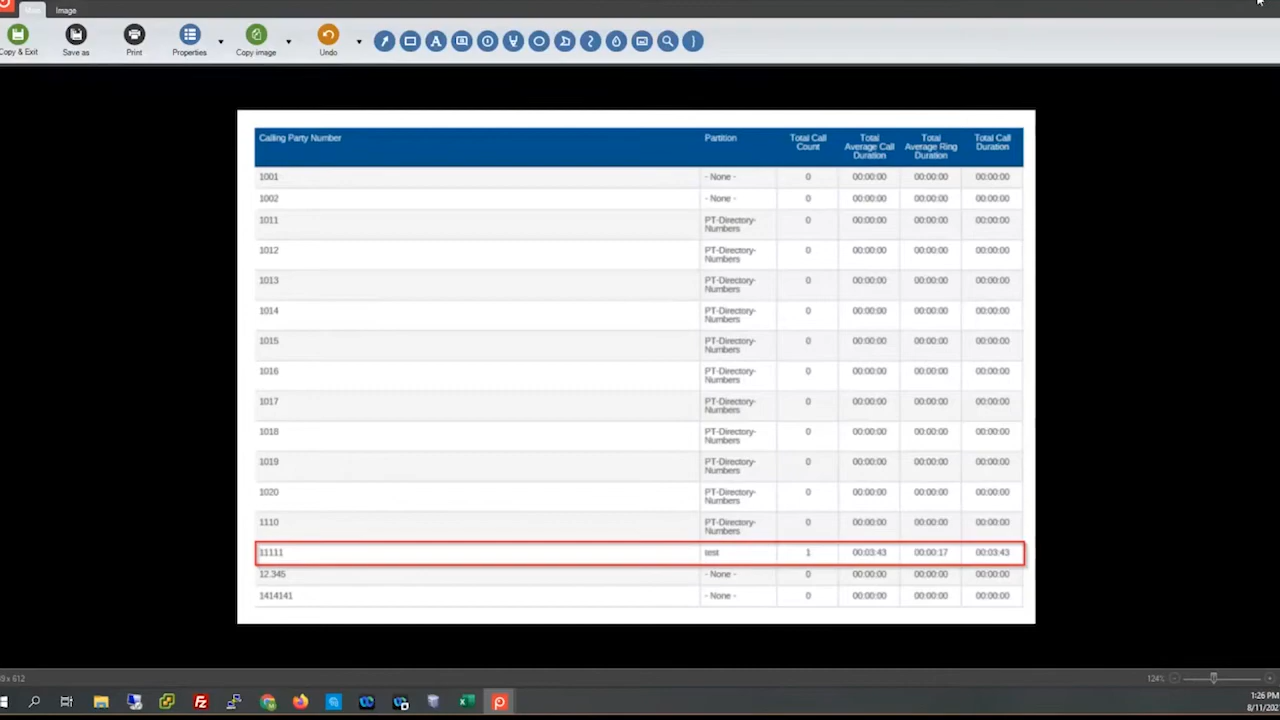 Image
Copy & Exit
Save as
Print
Properties
Copy image
Undo
Calling Party Number Partition Total Call Count Total Average Call Duration Total Average Ring Duration Total Call Duration
1001 - None - 0 00:00:00 00:00:00 00:00:00
1002 - None - 0 00:00:00 00:00:00 00:00:00
1011 PT-Directory-Numbers 0 00:00:00 00:00:00 00:00:00
1012 PT-Directory-Numbers 0 00:00:00 00:00:00 00:00:00
1013 PT-Directory-Numbers 0 00:00:00 00:00:00 00:00:00
1014 PT-Directory-Numbers 0 00:00:00 00:00:00 00:00:00
1015 PT-Directory-Numbers 0 00:00:00 00:00:00 00:00:00
1016 PT-Directory-Numbers 0 00:00:00 00:00:00 00:00:00
1017 PT-Directory-Numbers 0 00:00:00 00:00:00 00:00:00
1018 PT-Directory-Numbers 0 00:00:00 00:00:00 00:00:00
1019 PT-Directory-Numbers 0 00:00:00 00:00:00 00:00:00
1020 PT-Directory-Numbers 0 00:00:00 00:00:00 00:00:00
1110 PT-Directory-Numbers 0 00:00:00 00:00:00 00:00:00
11111 test 1 00:03:43 00:00:17 00:03:43
12.345 - None - 0 00:00:00 00:00:00 00:00:00
1414141 - None - 0 00:00:00 00:00:00 00:00:00
x 612
124%
1:26 PM
8/11/202